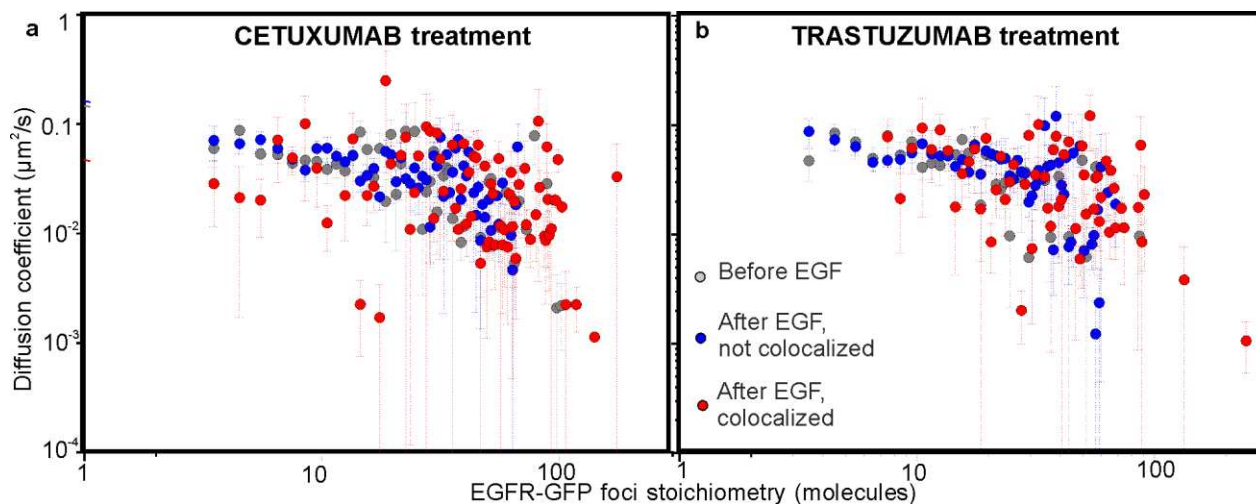 a
CETUXUMAB treatment
b
TRASTUZUMAB treatment
1
0.1
10-2
10-3
10-4
Diffusion coefficient (µm²/s)
Before EGF
After EGF,
not colocalized
After EGF,
colocalized
1
10
100
1
10
100
EGFR-GFP foci stoichiometry (molecules)